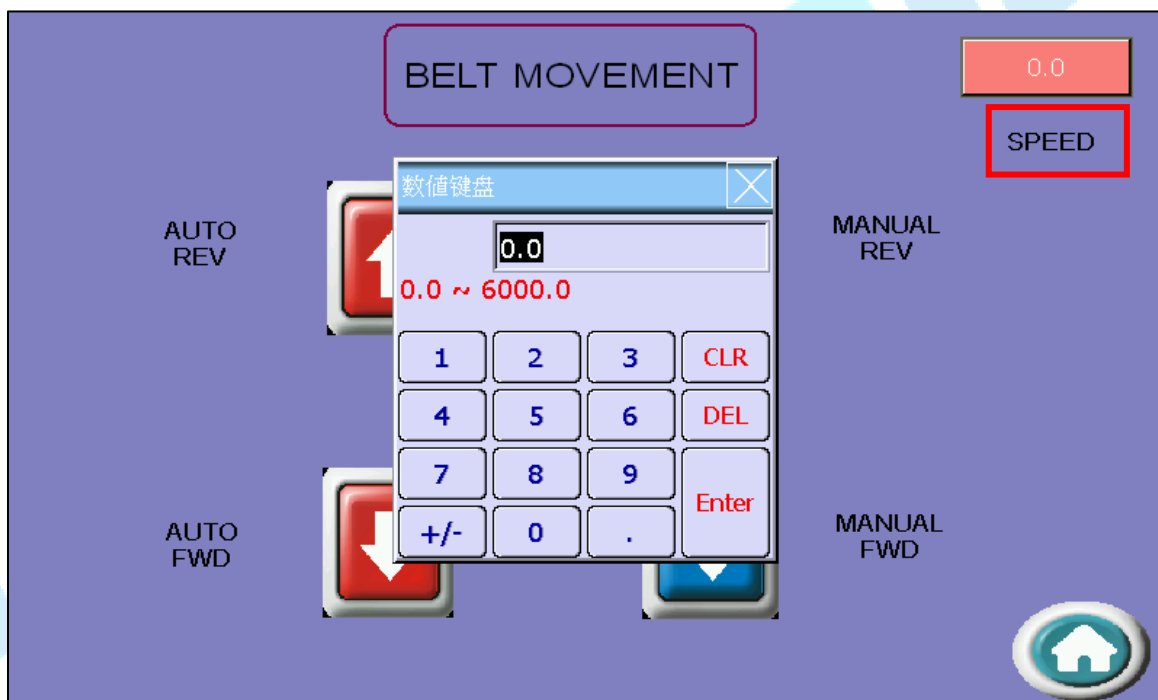 BELT MOVEMENT
0.0
SPEED
数值键盘
0.0
0.0 ~ 6000.0
AUTO
REV
MANUAL
REV
1 2 3 CLR
4 5 6 DEL
7 8 9 Enter
+/- 0 .
AUTO
FWD
MANUAL
FWD